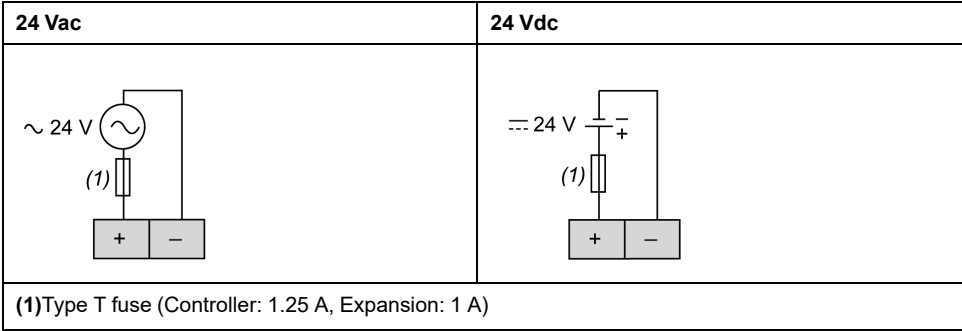 24 Vac
24 Vdc
∼ 24 V
(1)
+ –
⎓ 24 V
–
+
(1)
+ –
(1)Type T fuse (Controller: 1.25 A, Expansion: 1 A)